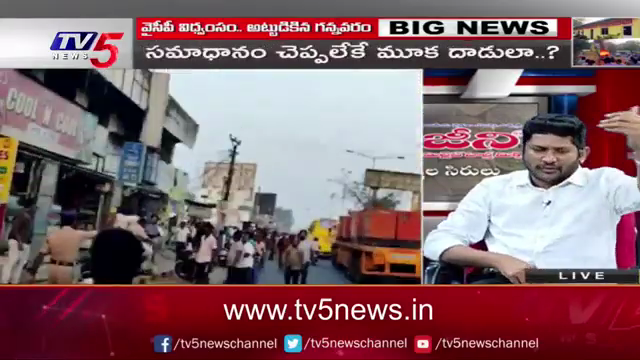 TV5
NEWS
వైసీపీ విధ్వంసం.. అట్టుడికిన గన్నవరం
BIG NEWS
సమాధానం చెప్పలేకే మూక దాడులా..?
COOL 'N COOL
ల సిరులు
LIVE
www.tv5news.in
/tv5newschannel
/tv5newschannel
/tv5newschannel